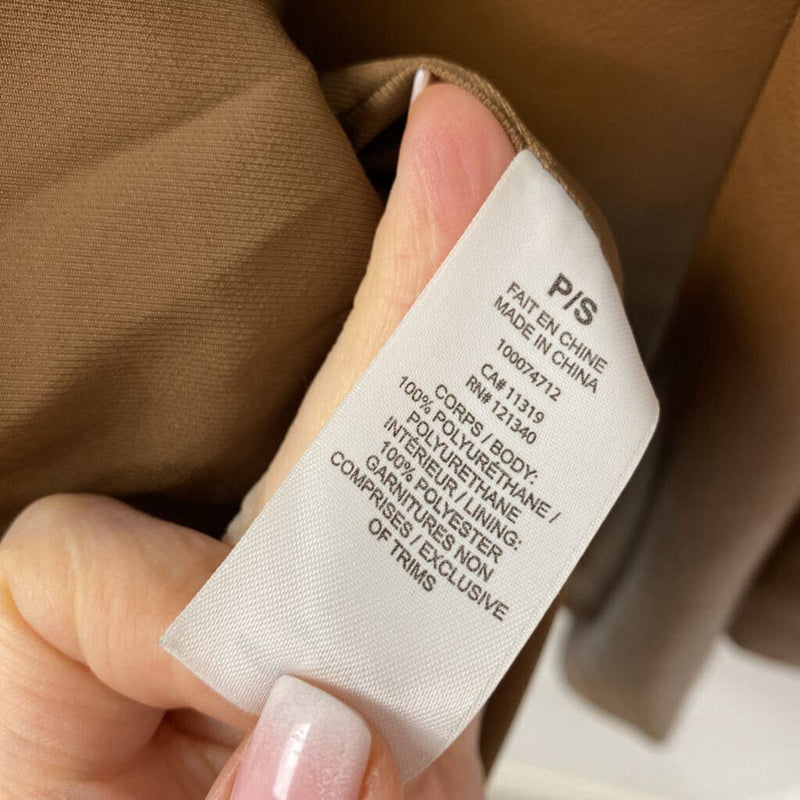 P/S
FAIT EN CHINE
MADE IN CHINA
100074712
CA# 11319
RN# 121340
CORPS / BODY:
100% POLYURÉTHANE /
POLYURETHANE
INTÉRIEUR / LINING:
100% POLYESTER
GARNITURES NON
COMPRISES / EXCLUSIVE
OF TRIMS